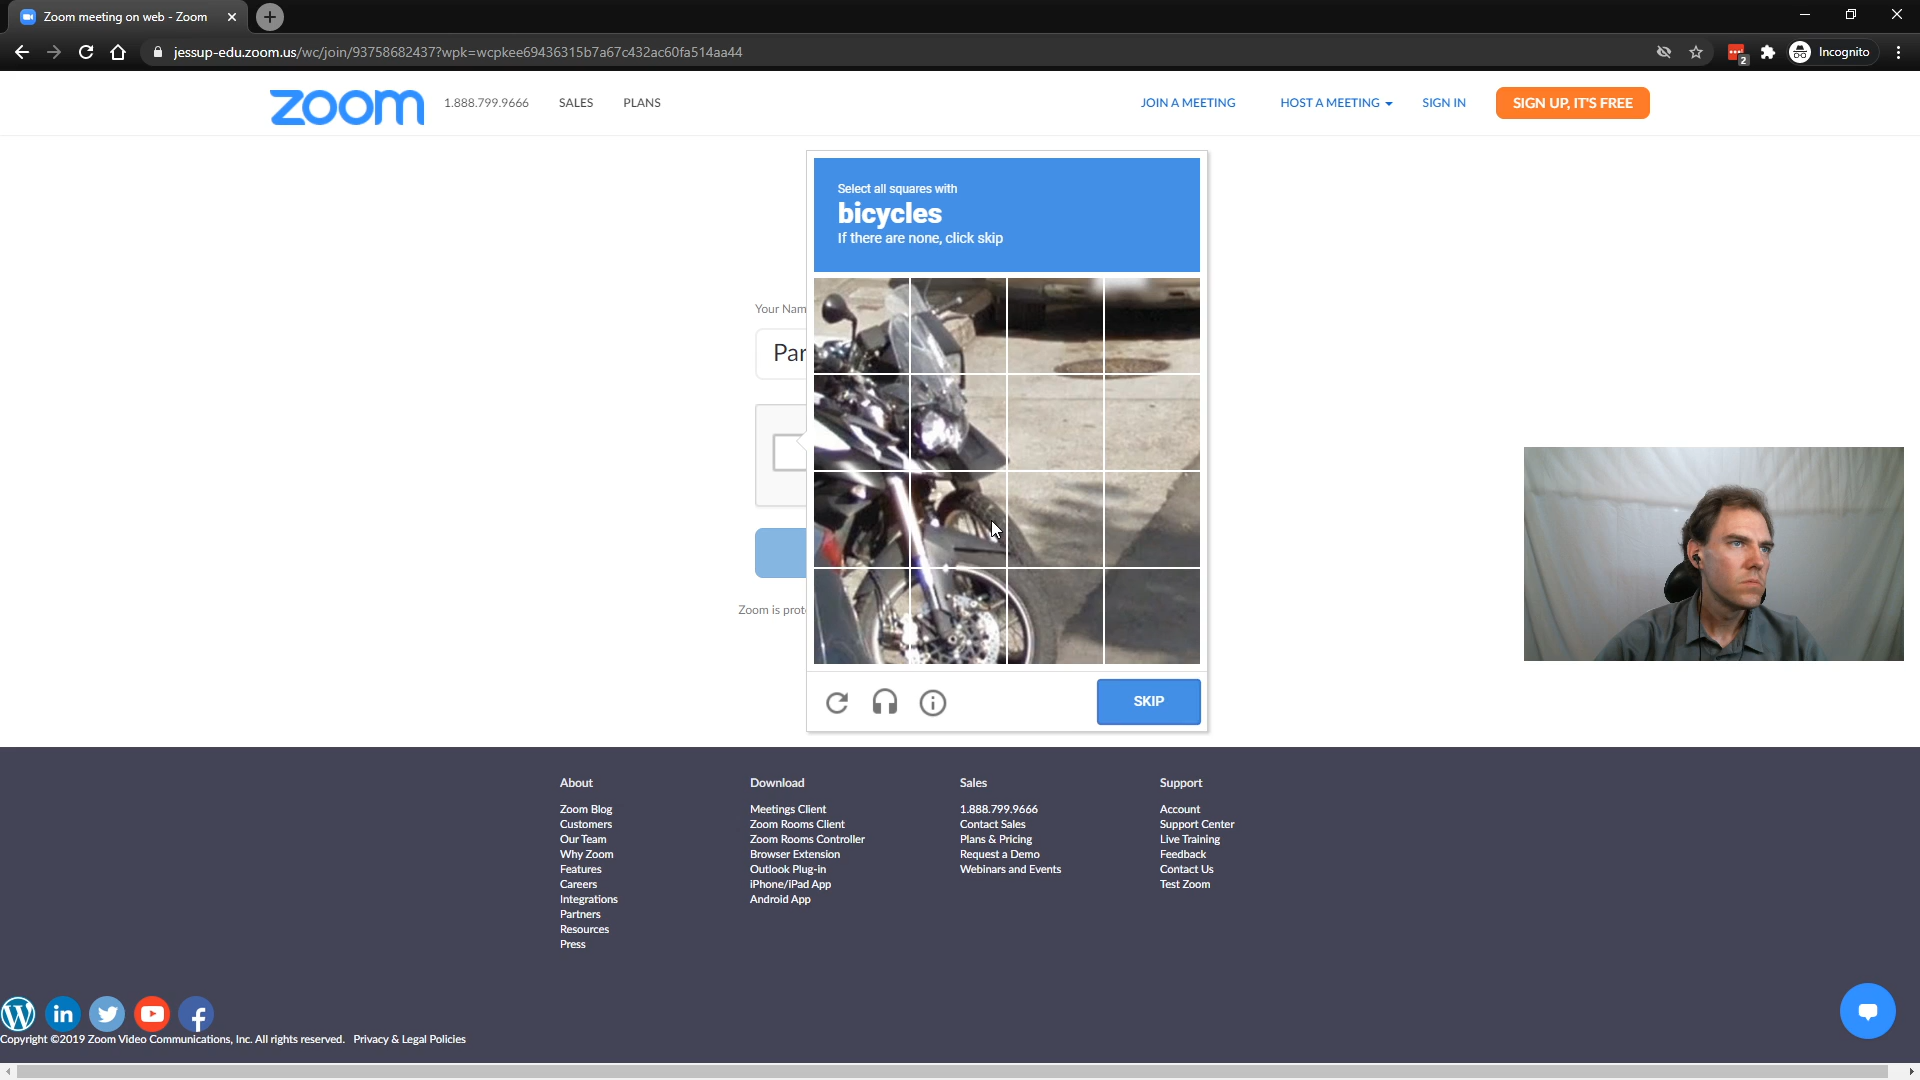 Zoom meeting on web - Zoom
jessup-edu.zoom.us/wc/join/93758682437?wpk=wcpkee69436315b7a67c432ac60fa514aa44
2
Incognito
zoom
1.888.799.9666
SALES
PLANS
JOIN A MEETING
HOST A MEETING
SIGN IN
SIGN UP, IT'S FREE
Select all squares with
bicycles
If there are none, click skip
Your Nam
Par
Zoom is prot
SKIP
About
Zoom Blog
Customers
Our Team
Why Zoom
Features
Careers
Integrations
Partners
Resources
Press
Download
Meetings Client
Zoom Rooms Client
Zoom Rooms Controller
Browser Extension
Outlook Plug-in
iPhone/iPad App
Android App
Sales
1.888.799.9666
Contact Sales
Plans & Pricing
Request a Demo
Webinars and Events
Support
Account
Support Center
Live Training
Feedback
Contact Us
Test Zoom
in
Copyright ©2019 Zoom Video Communications, Inc. All rights reserved. Privacy & Legal Policies